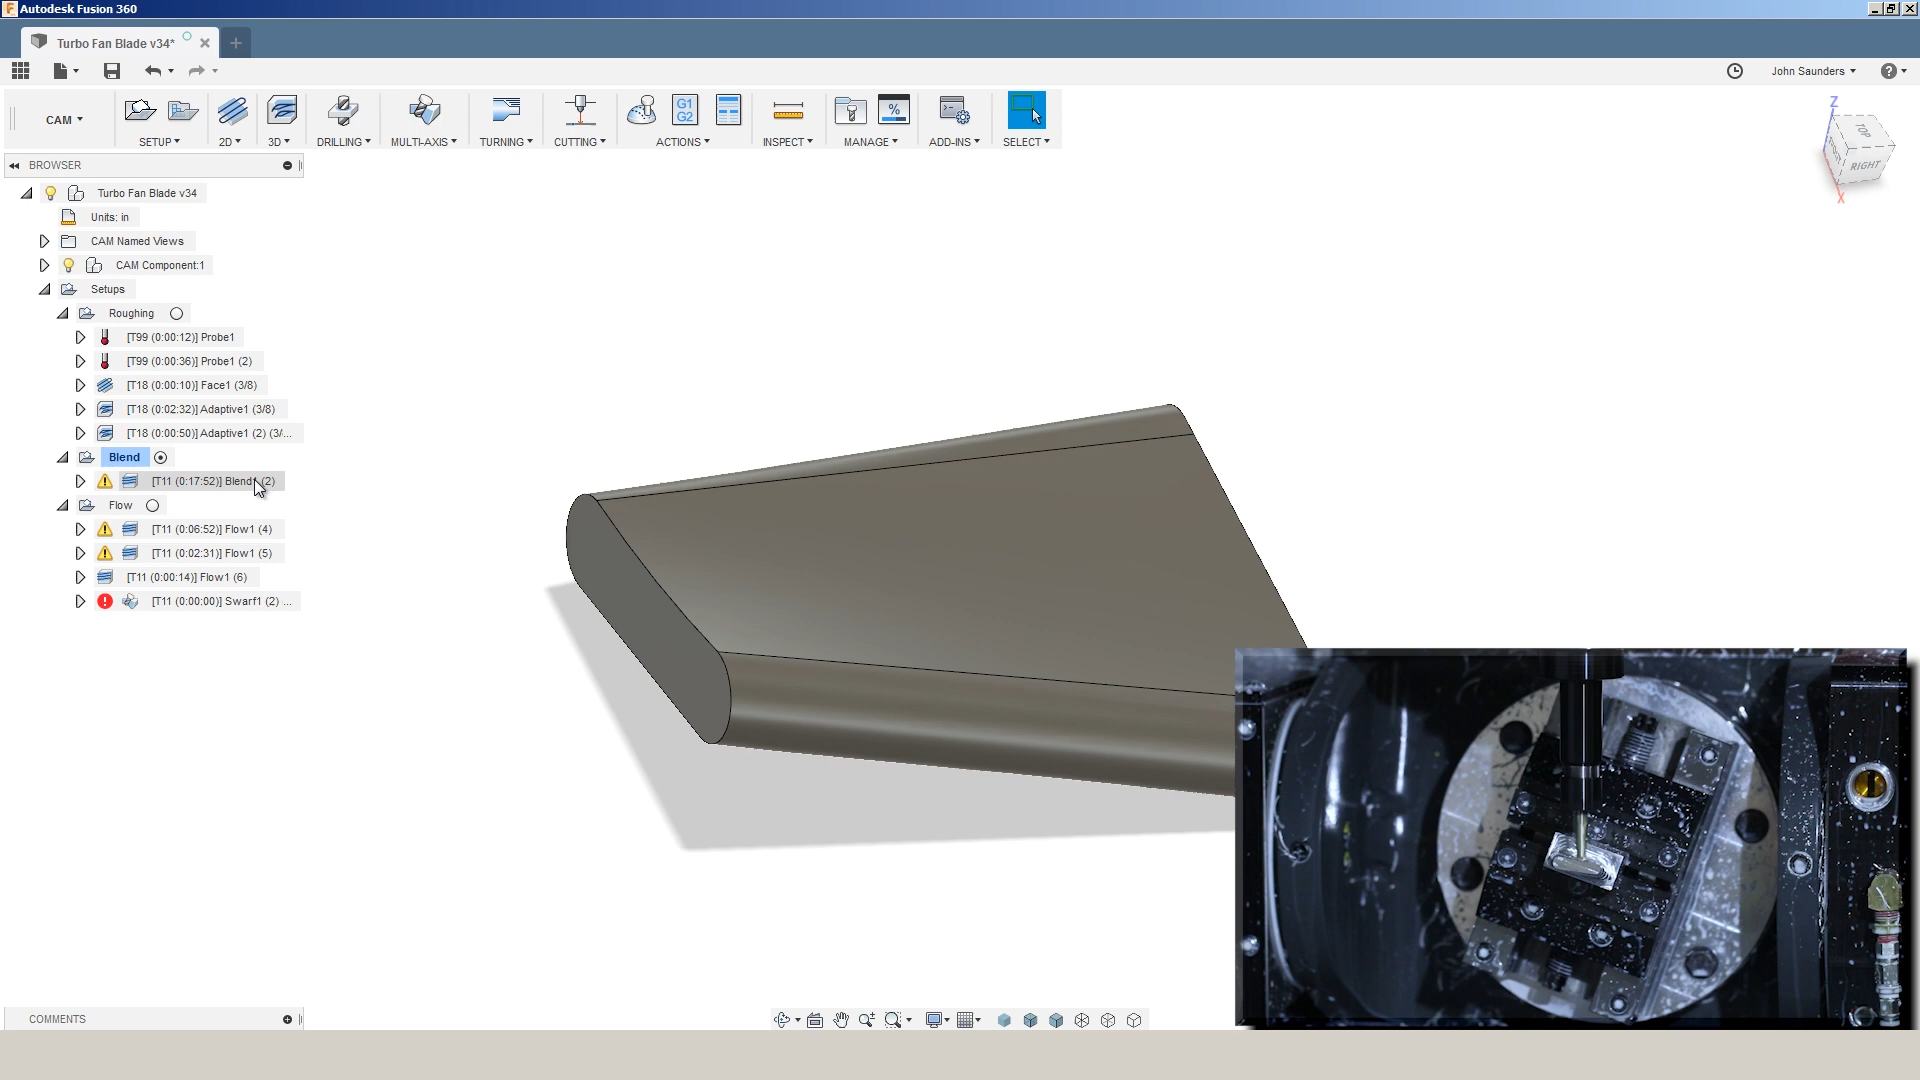 Autodesk Fusion 360
Turbo Fan Blade v34*
John Saunders
CAM
G1
G2
%
SETUP
2D
3D
DRILLING
MULTI-AXIS
TURNING
CUTTING
ACTIONS
INSPECT
MANAGE
ADD-INS
SELECT
Z
TOP
RIGHT
X
BROWSER
Turbo Fan Blade v34
Units: in
CAM Named Views
CAM Component:1
Setups
Roughing
[T99 (0:00:12)] Probe1
[T99 (0:00:36)] Probe1 (2)
[T18 (0:00:10)] Face1 (3/8)
[T18 (0:02:32)] Adaptive1 (3/8)
[T18 (0:00:50)] Adaptive1 (2) (3/...
Blend
[T11 (0:17:52)] Blend1 (2)
Flow
[T11 (0:06:52)] Flow1 (4)
[T11 (0:02:31)] Flow1 (5)
[T11 (0:00:14)] Flow1 (6)
[T11 (0:00:00)] Swarf1 (2) ...
COMMENTS